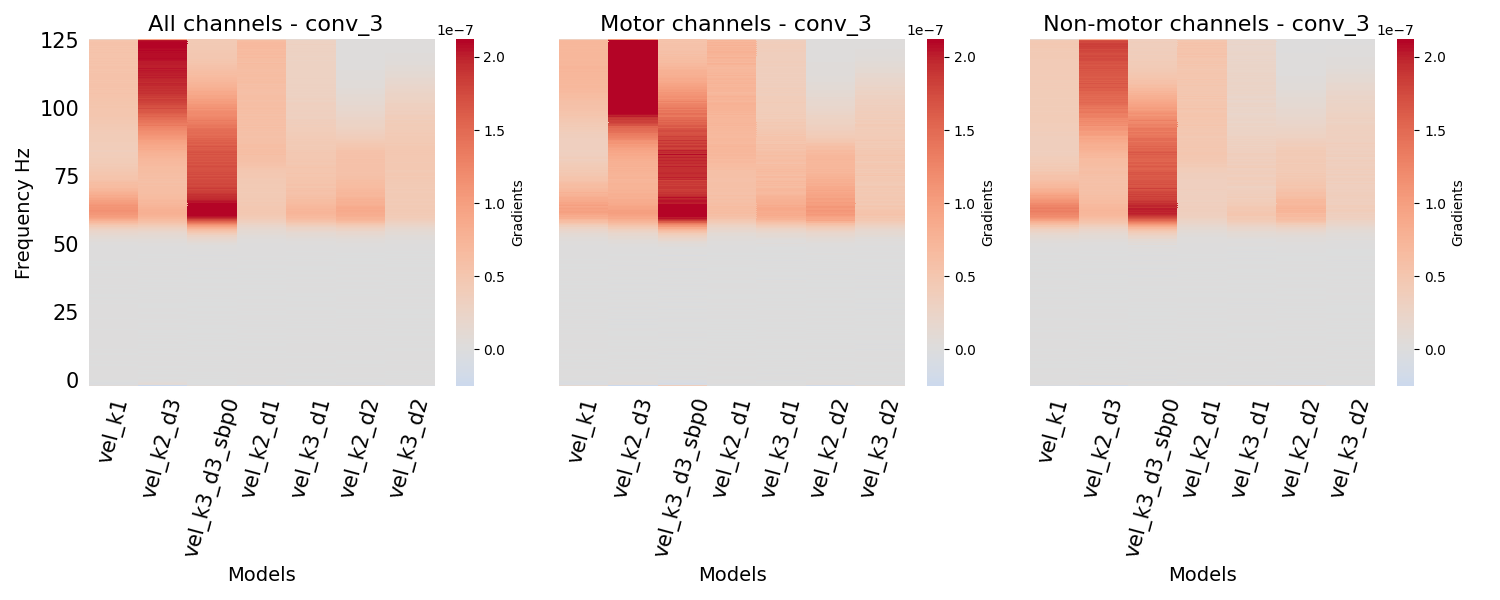 All channels - conv_3
Motor channels - conv_3
Non-motor channels - conv_3
1e−7
1e−7
1e−7
Frequency Hz
125
100
75
50
25
0
2.0
1.5
1.0
0.5
0.0
Gradients
2.0
1.5
1.0
0.5
0.0
Gradients
2.0
1.5
1.0
0.5
0.0
Gradients
vel_k1
vel_k2_d3
vel_k3_d3_sbp0
vel_k2_d1
vel_k3_d1
vel_k2_d2
vel_k3_d2
vel_k1
vel_k2_d3
vel_k3_d3_sbp0
vel_k2_d1
vel_k3_d1
vel_k2_d2
vel_k3_d2
vel_k1
vel_k2_d3
vel_k3_d3_sbp0
vel_k2_d1
vel_k3_d1
vel_k2_d2
vel_k3_d2
Models
Models
Models